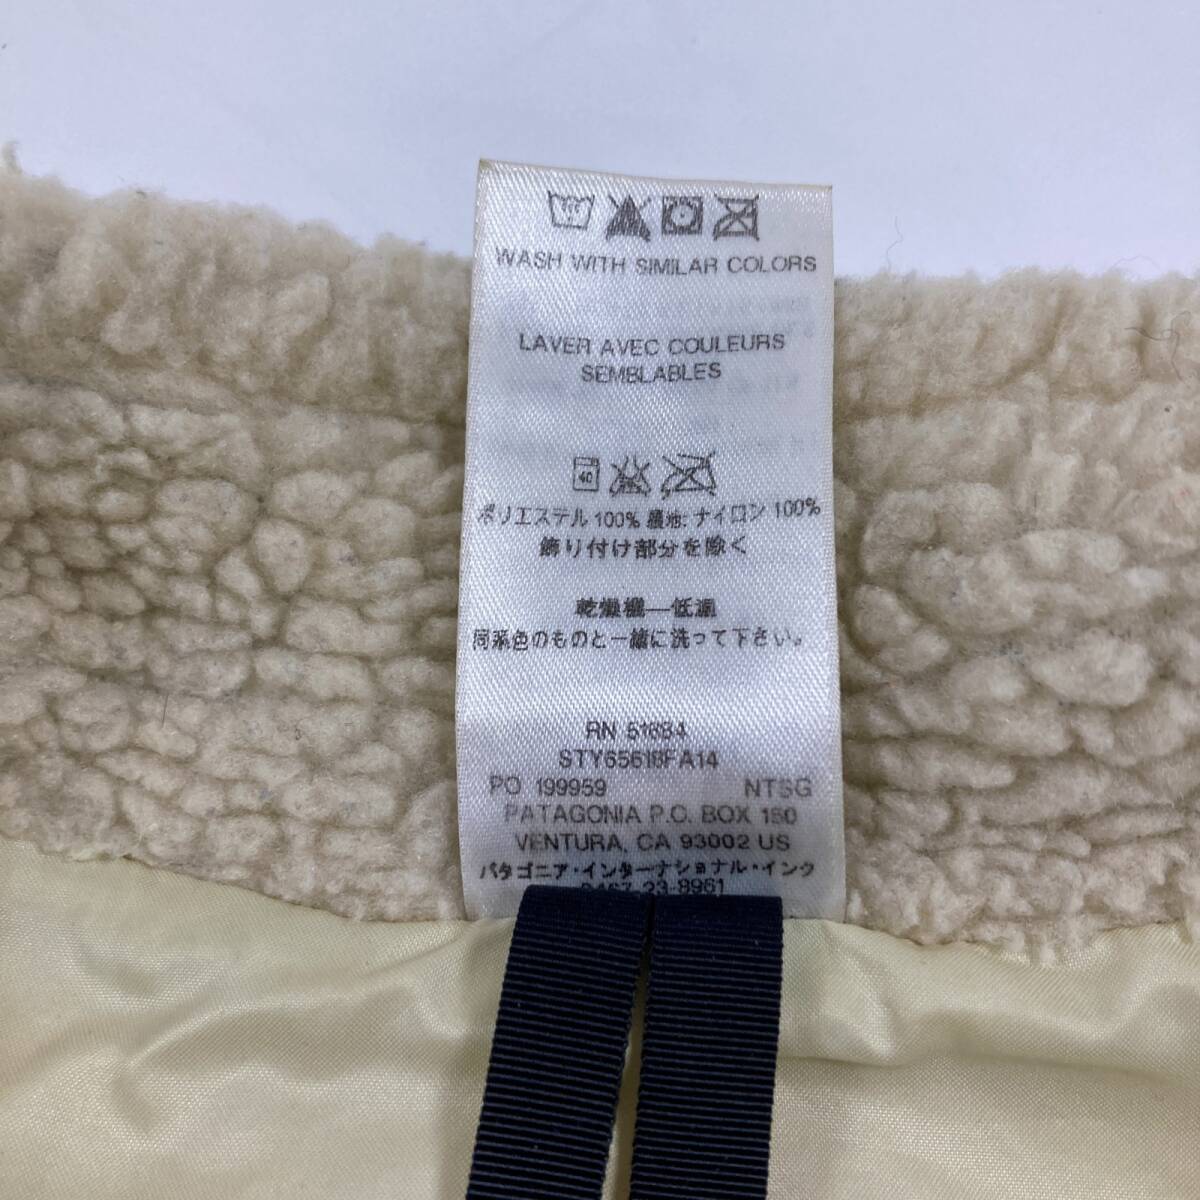 WASH WITH SIMILAR COLORS
LAVER AVEC COULEURS
SEMBLABLES
40
ポリエステル 100% 裏地: ナイロン 100%
飾り付け部分を除く
乾燥機—低温
同系色のものと一緒に洗って下さい。
RN 51884
STY65618FA14
PO 199959 NTSG
PATAGONIA P.O. BOX 150
VENTURA, CA 93002 US
パタゴニア・インターナショナル・インク
0467-23-8961